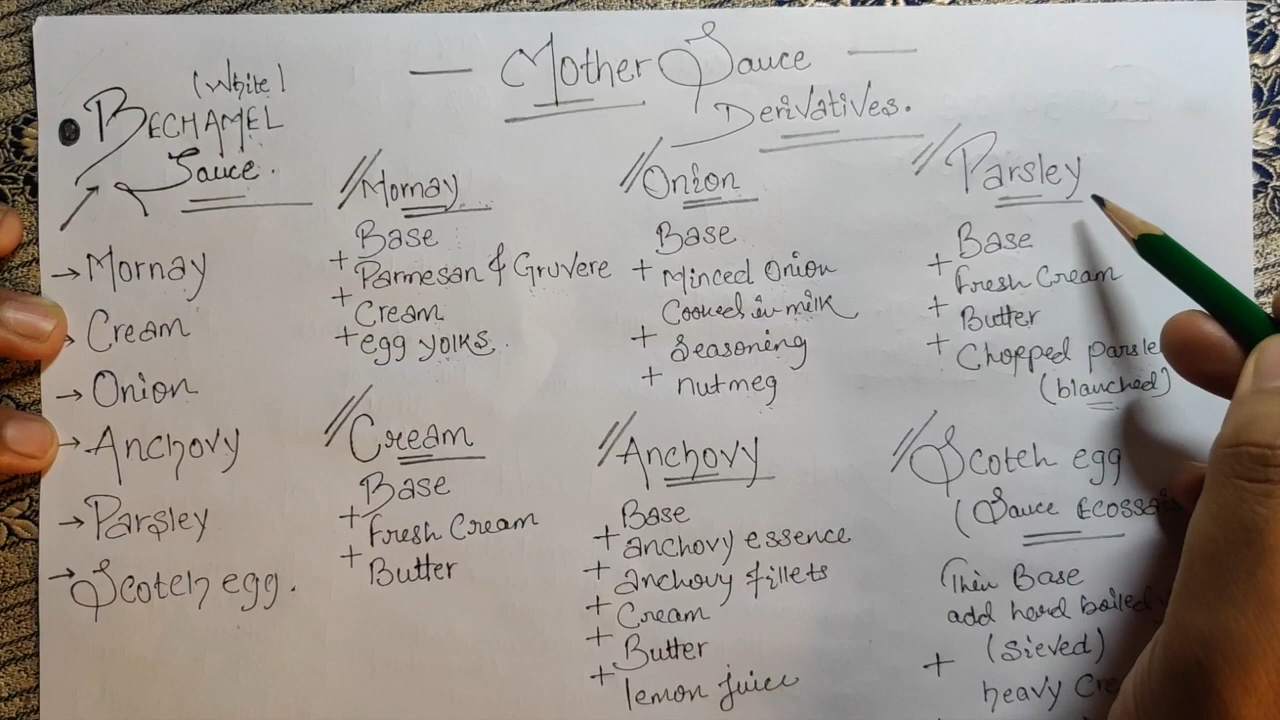 Mother Sauce
Derivatives.
(White)
BECHAMEL
Sauce.
→ Mornay
→ Cream
→ Onion
→ Anchovy
→ Parsley
→ Scotch egg.
// Mornay
Base
+ Parmesan & Gruvere
+ Cream
+ egg yolks.
// Cream
Base
+ Fresh Cream
+ Butter
// Onion
Base
+ Minced Onion
Cooked in milk
+ Seasoning
+ nutmeg
// Anchovy
Base
+ anchovy essence
+ anchovy fillets
+ Cream
+ Butter
+ lemon juice
// Parsley
Base
+ Fresh Cream
+ Butter
+ Chopped
(blanched)
// Scotch egg
(Sauce
Thin Base
add hard boiled
(Sieved)
+ heavy